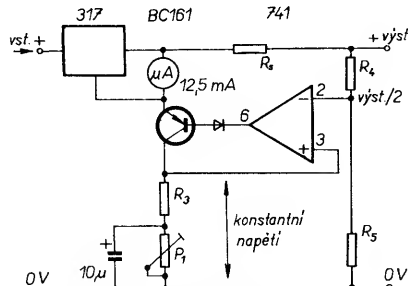 317 BC161 741
vst. + + výst.
µA
12,5 mA
Rs
R4
6 2 výst./2
3
R3
konstantní
napětí
R5
+ P1
10µ
0V 0V